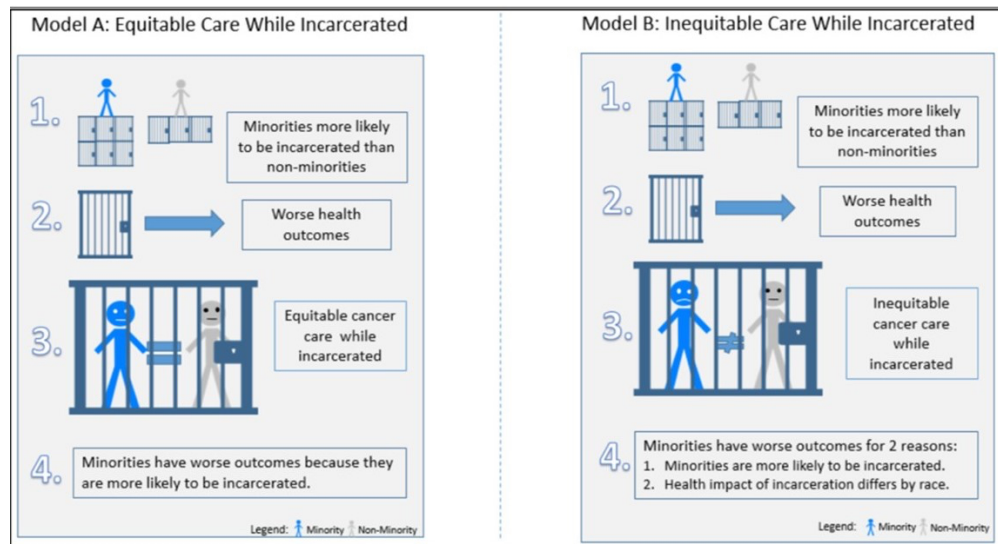 Model A: Equitable Care While Incarcerated
1.
Minorities more likely
to be incarcerated than
non-minorities
2.
Worse health
outcomes
3.
Equitable cancer
care while
incarcerated
4.
Minorities have worse outcomes because they
are more likely to be incarcerated.
Legend: Minority Non-Minority
Model B: Inequitable Care While Incarcerated
1.
Minorities more likely
to be incarcerated than
non-minorities
2.
Worse health
outcomes
3.
Inequitable
cancer care
while
incarcerated
4.
Minorities have worse outcomes for 2 reasons:
1. Minorities are more likely to be incarcerated.
2. Health impact of incarceration differs by race.
Legend: Minority Non-Minority